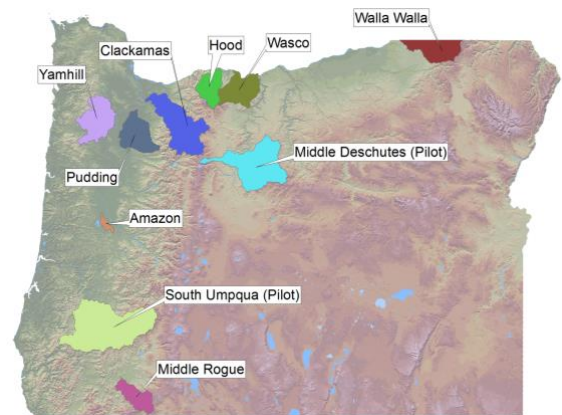 Walla Walla
Clackamas
Hood
Wasco
Yamhill
Middle Deschutes (Pilot)
Pudding
Amazon
South Umpqua (Pilot)
Middle Rogue